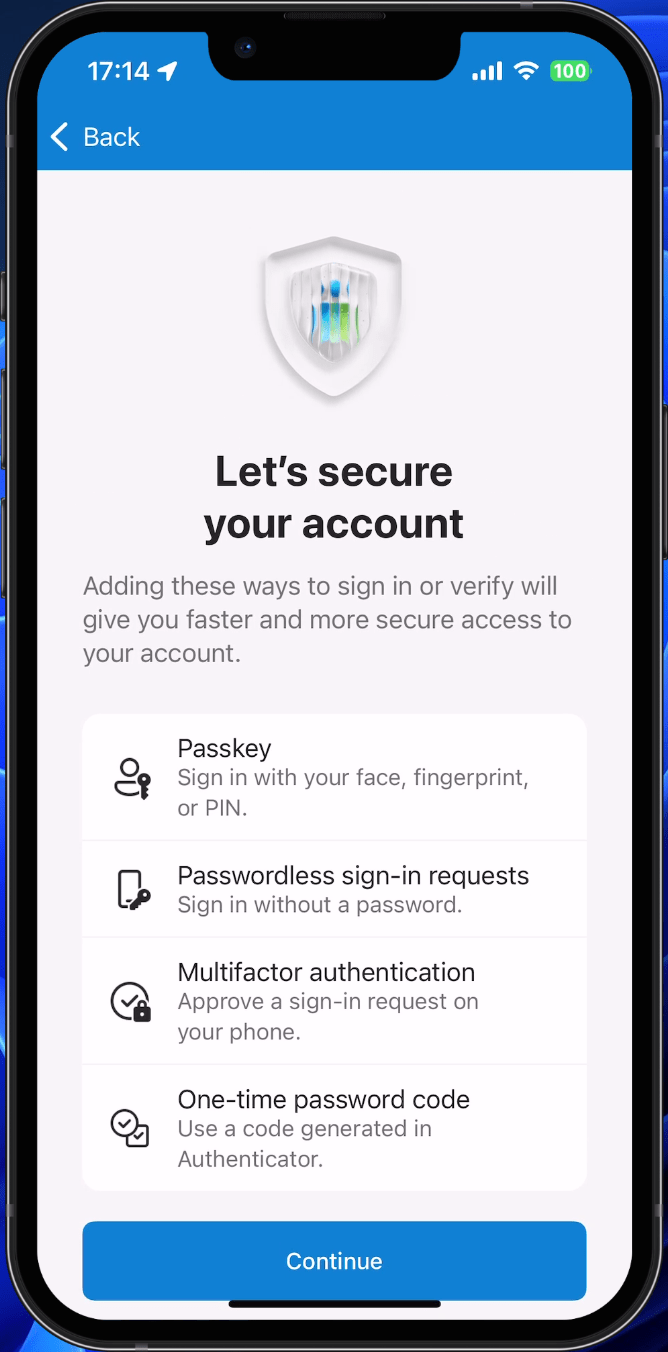 17:14
100
Back
Let’s secure
your account
Adding these ways to sign in or verify will
give you faster and more secure access to
your account.
Passkey
Sign in with your face, fingerprint,
or PIN.
Passwordless sign-in requests
Sign in without a password.
Multifactor authentication
Approve a sign-in request on
your phone.
One-time password code
Use a code generated in
Authenticator.
Continue